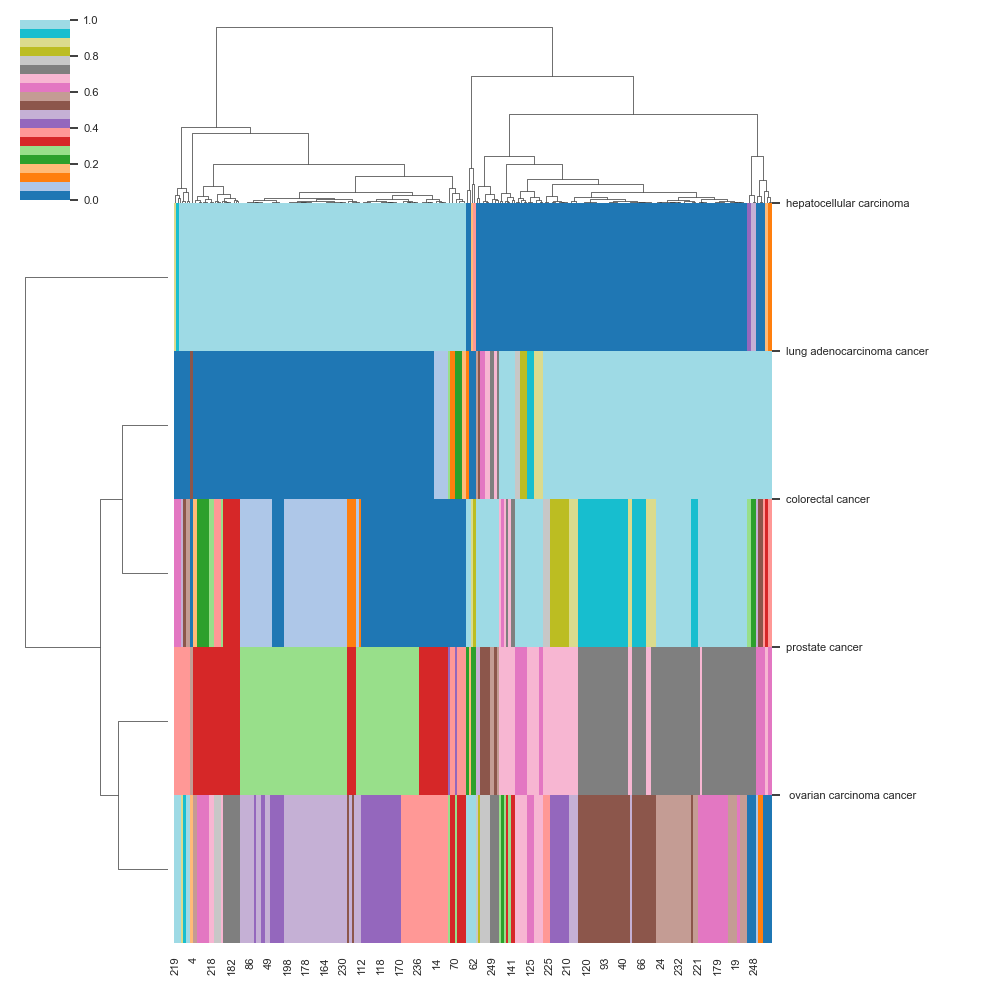 1.0
0.8
0.6
0.4
0.2
0.0
hepatocellular carcinoma
lung adenocarcinoma cancer
colorectal cancer
prostate cancer
ovarian carcinoma cancer
219 4 218 182 86 49 198 178 164 230 112 118 170 236 14 70 62 249 141 125 225 210 120 93 40 66 24 232 221 179 19 248